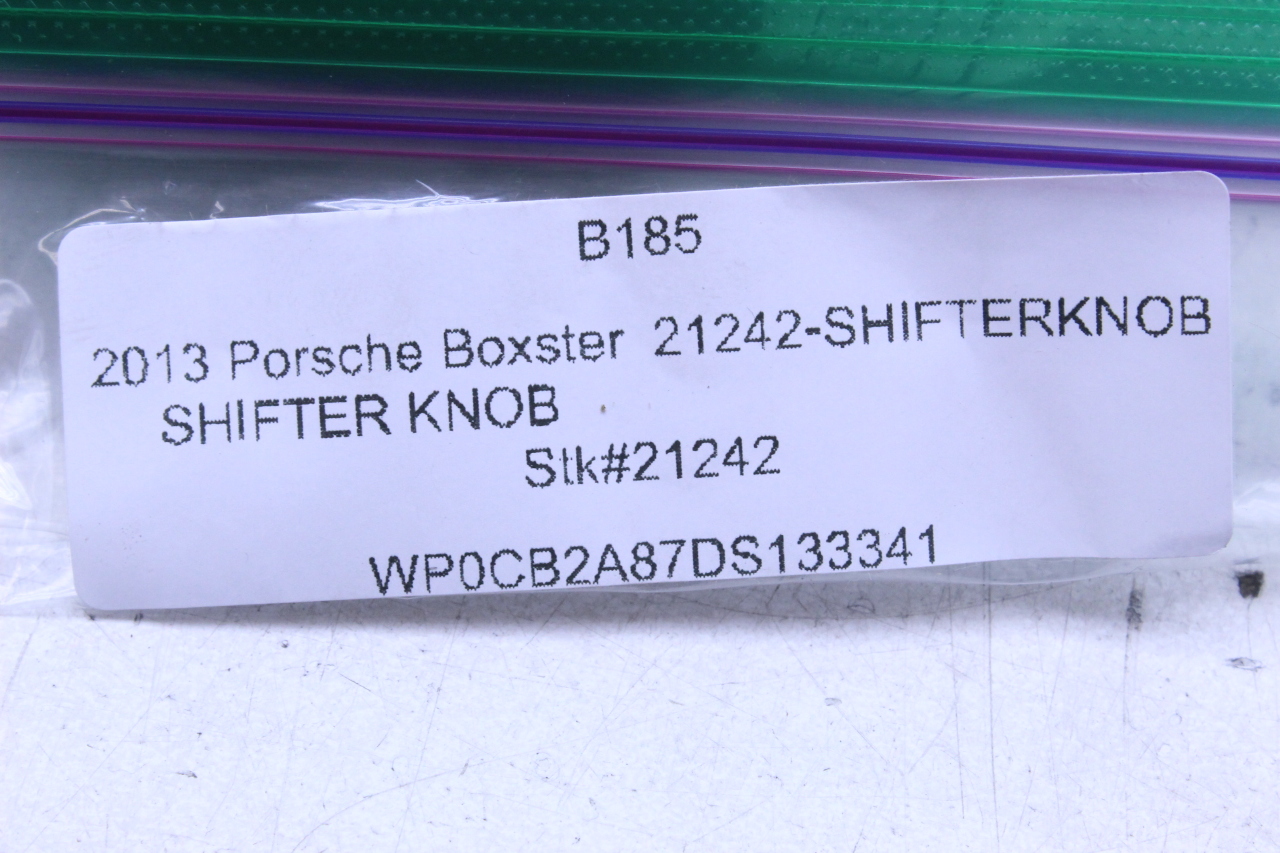 B185
2013 Porsche Boxster 21242-SHIFTERKNOB
SHIFTER KNOB
Stk#21242
WP0CB2A87DS133341